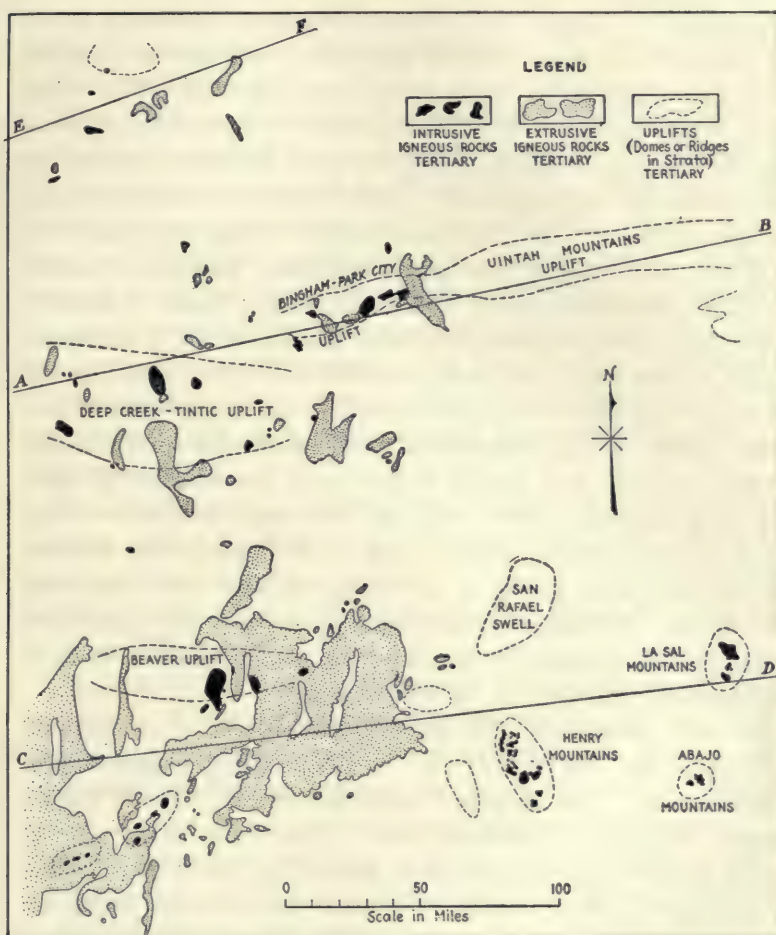 F
E
LEGEND
INTRUSIVE
IGNEOUS ROCKS
TERTIARY
EXTRUSIVE
IGNEOUS ROCKS
TERTIARY
UPLIFTS
(Domes or Ridges
in Strata)
TERTIARY
B
UINTAH MOUNTAINS
UPLIFT
BINGHAM-PARK CITY
UPLIFT
A
DEEP CREEK - TINTIC UPLIFT
N
SAN
RAFAEL
SWELL
BEAVER UPLIFT
LA SAL
MOUNTAINS
D
C
HENRY
MOUNTAINS
ABAJO
MOUNTAINS
0 50 100
Scale in Miles